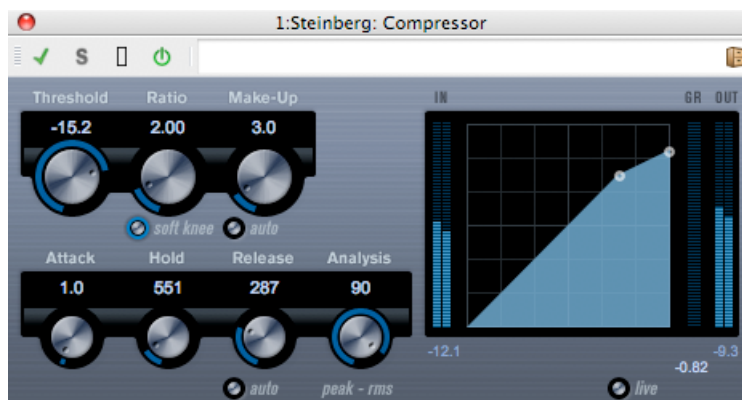 1:Steinberg: Compressor
S
Threshold Ratio Make-Up
-15.2 2.00 3.0
soft knee auto
Attack Hold Release Analysis
1.0 551 287 90
auto peak - rms
IN GR OUT
-12.1 -0.82 -9.3
live